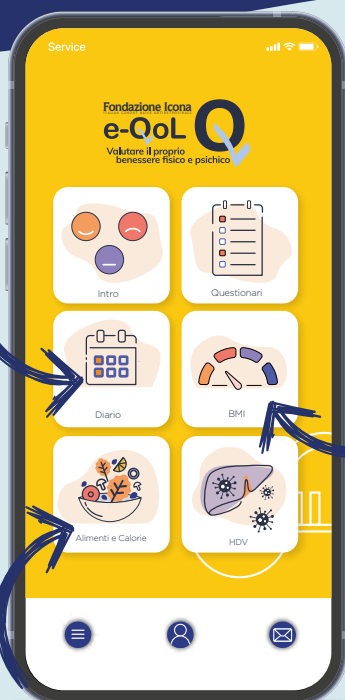 Service
Fondazione Icona
e-QoL Q
Valutare il proprio
benessere fisico e psichico
Intro
Questionari
Diario
BMI
Alimenti e Calorie
HDV